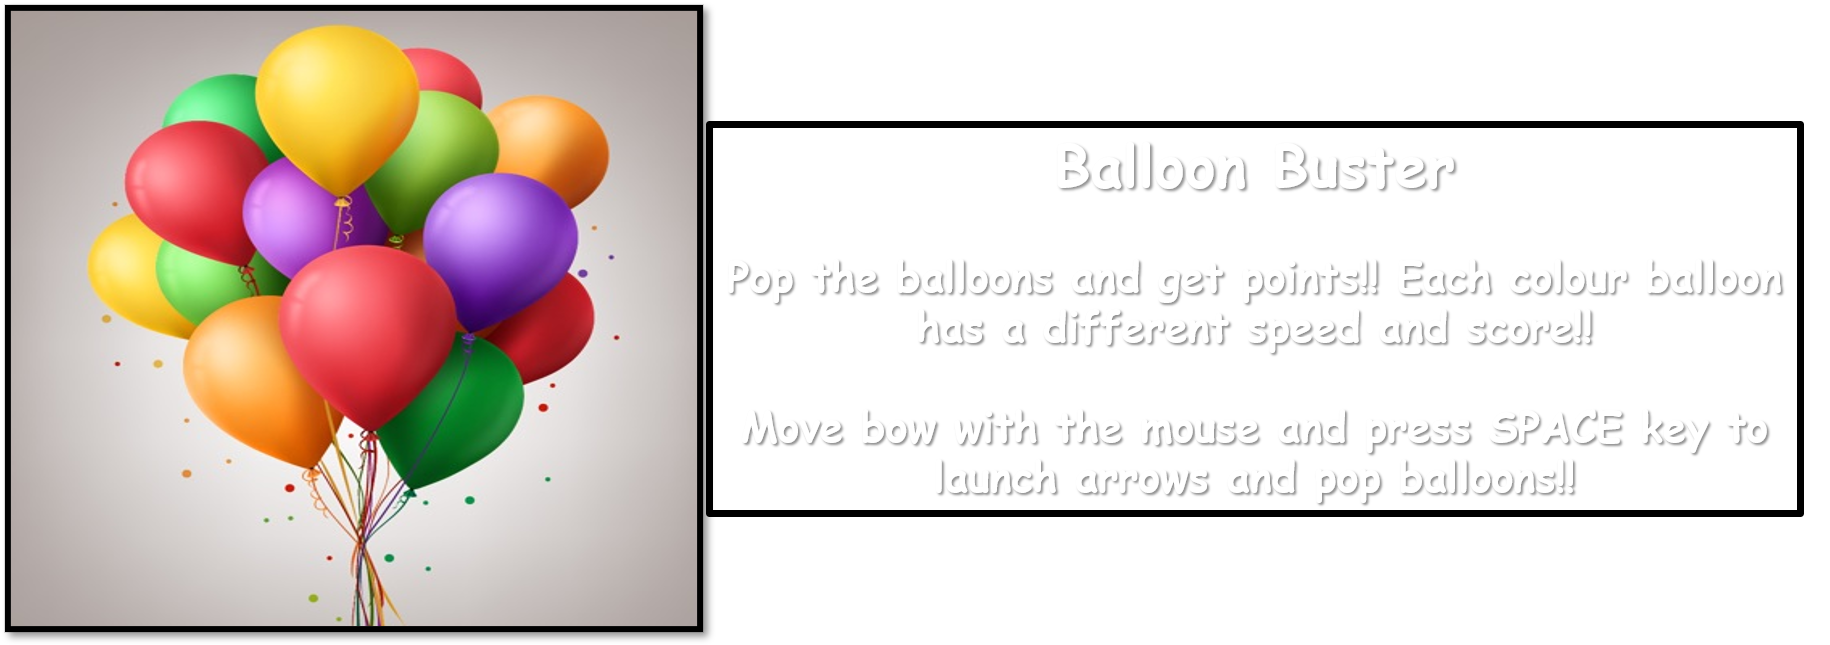 Balloon Buster
Pop the balloons and get points!! Each colour balloon
has a different speed and score!!
Move bow with the mouse and press SPACE key to
launch arrows and pop balloons!!